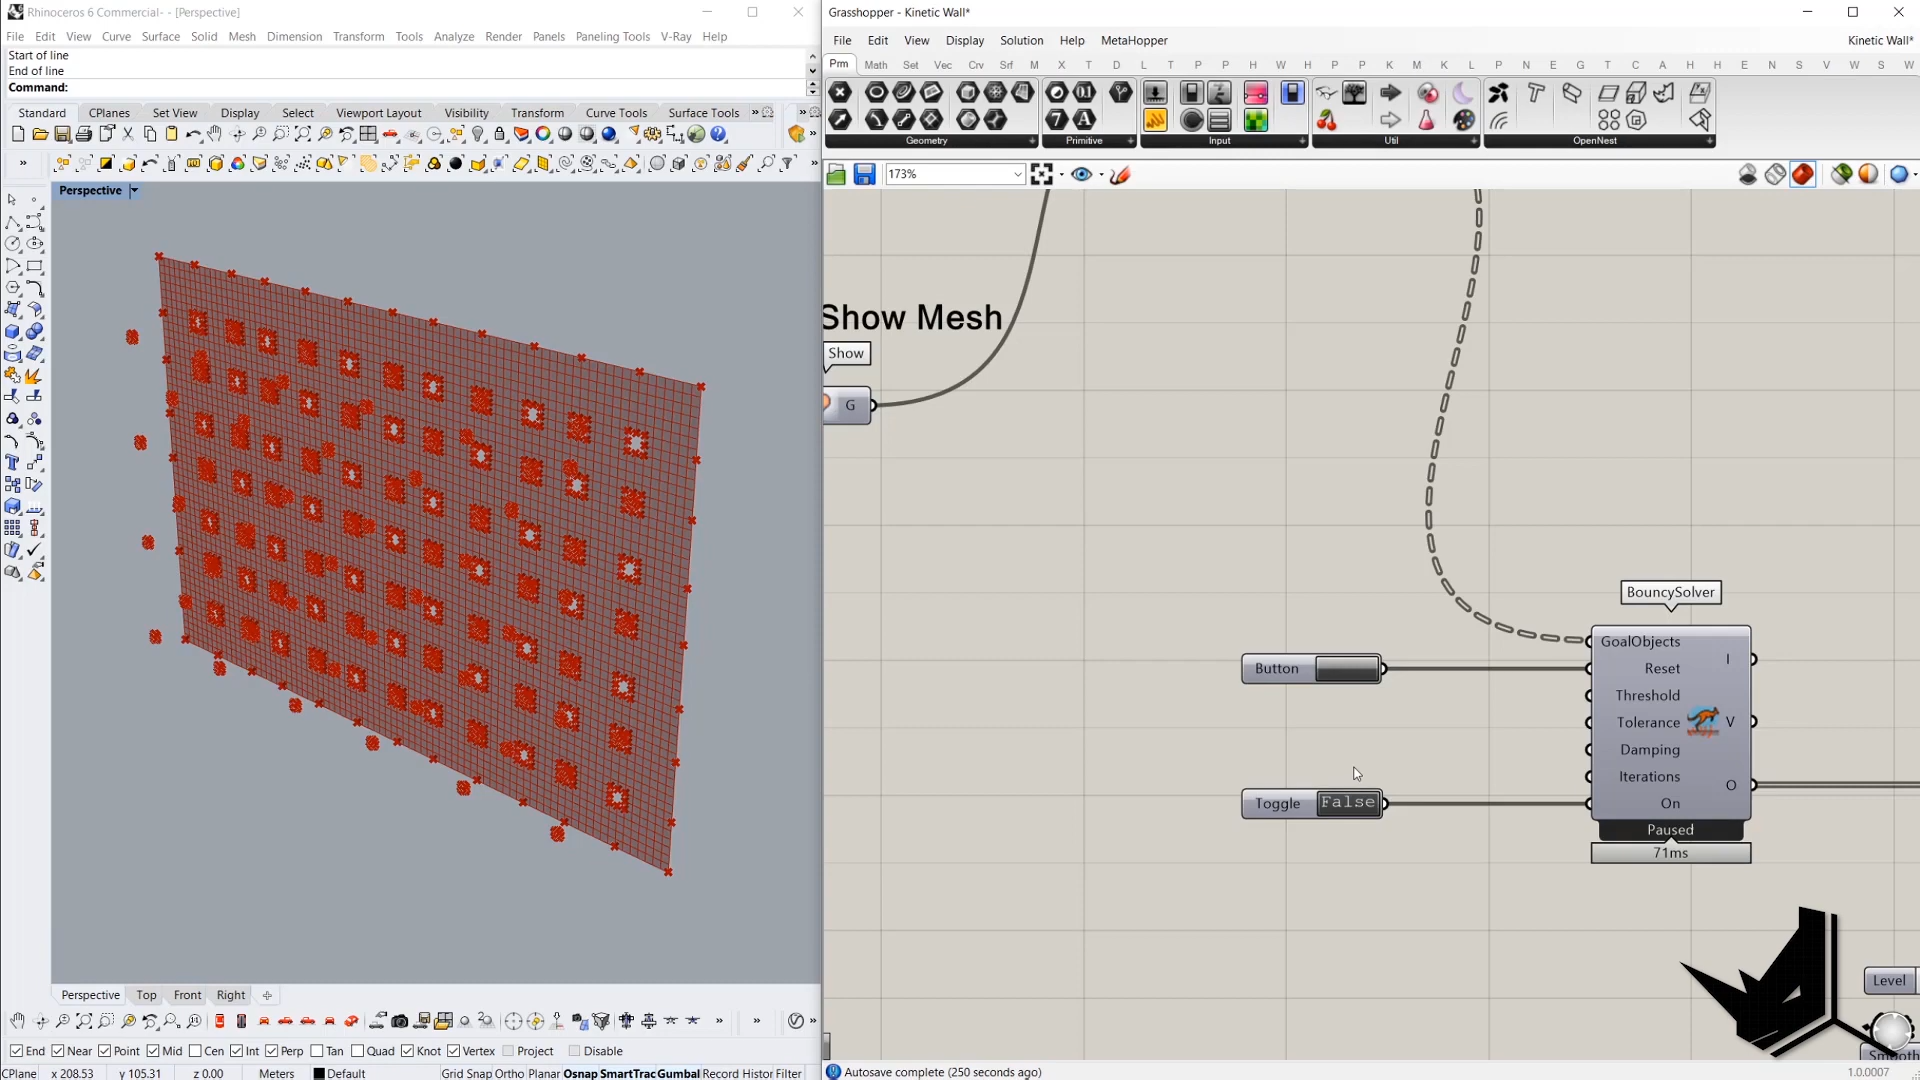 Rhinoceros 6 Commercial- - [Perspective]
File Edit View Curve Surface Solid Mesh Dimension Transform Tools Analyze Render Panels Paneling Tools V-Ray Help
Start of line
End of line
Command:
Standard CPlanes Set View Display Select Viewport Layout Visibility Transform Curve Tools Surface Tools
Perspective
Perspective Top Front Right
End Near Point Mid Cen Int Perp Tan Quad Knot Vertex Project Disable
CPlane x 208.53 y 105.31 z 0.00 Meters Default Grid Snap Ortho Planar Osnap SmartTrac Gumbal Record Histor Filter
Grasshopper - Kinetic Wall*
File Edit View Display Solution Help MetaHopper Kinetic Wall*
Prm Math Set Vec Crv Srf M X T D L T P P H W H L P G T C A H H E N S V W S W
Geometry Primitive Input Util OpenNest
173%
Show Mesh
Show
G
BouncySolver
GoalObjects
Reset
Threshold
Tolerance
Damping
Iterations
On
I
V
O
Paused
71ms
Button
Toggle False
Level
Smooth
Autosave complete (250 seconds ago)
1.0.0007